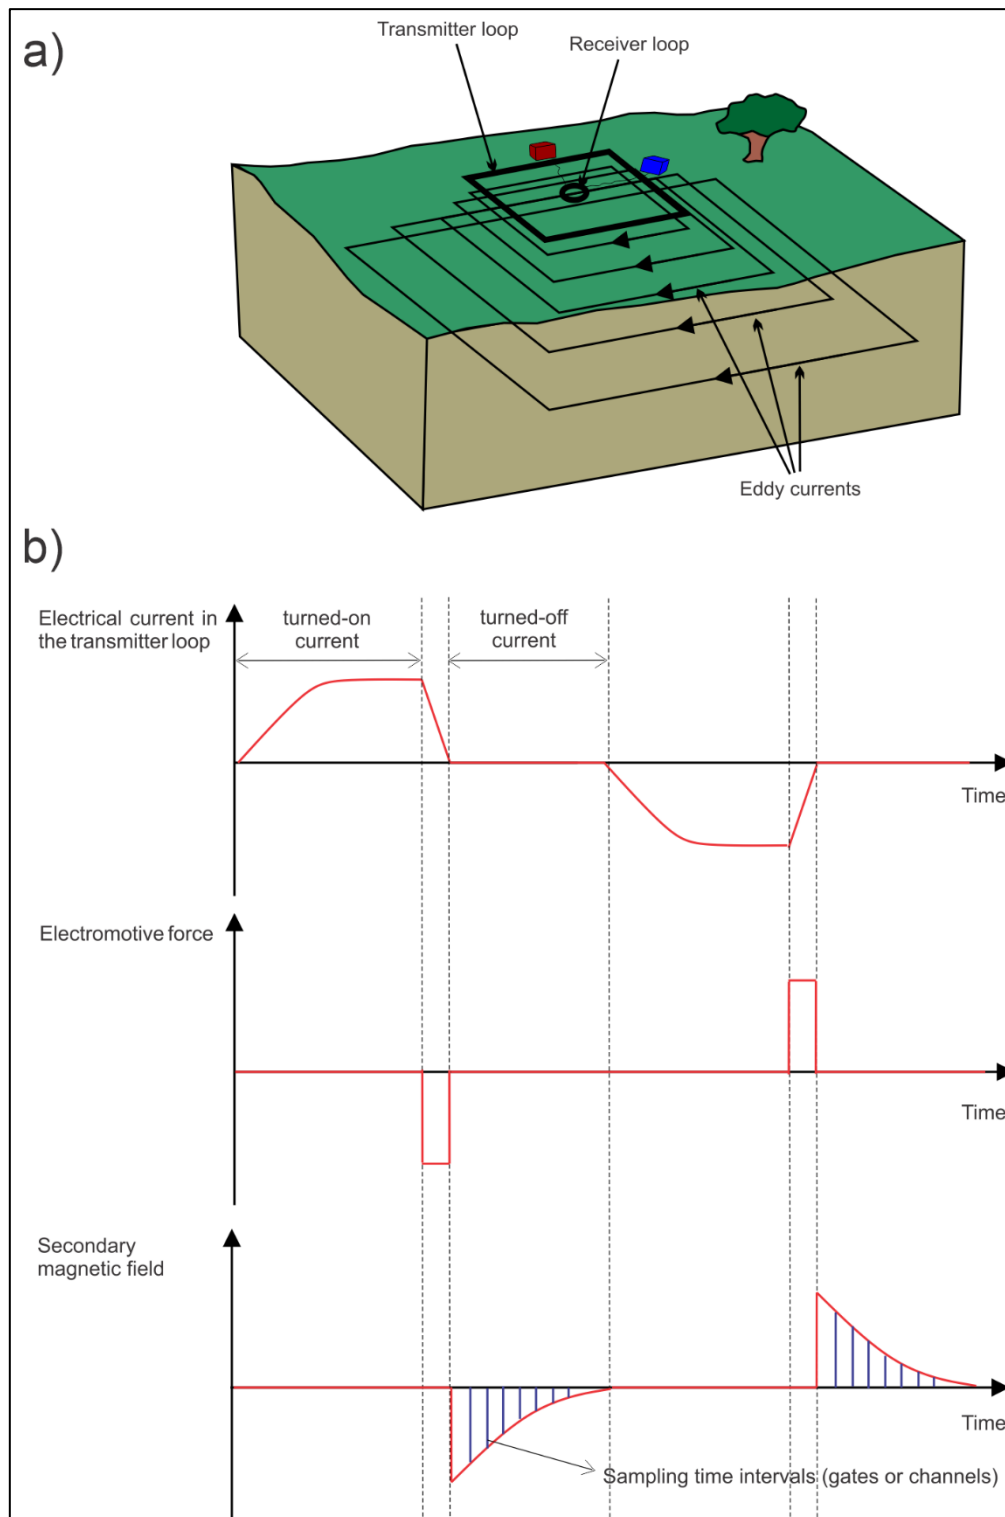 a)
Transmitter loop
Receiver loop
Eddy currents
b)
Electrical current in
the transmitter loop
turned-on
current
turned-off
current
Time
Electromotive force
Time
Secondary
magnetic field
Time
Sampling time intervals (gates or channels)